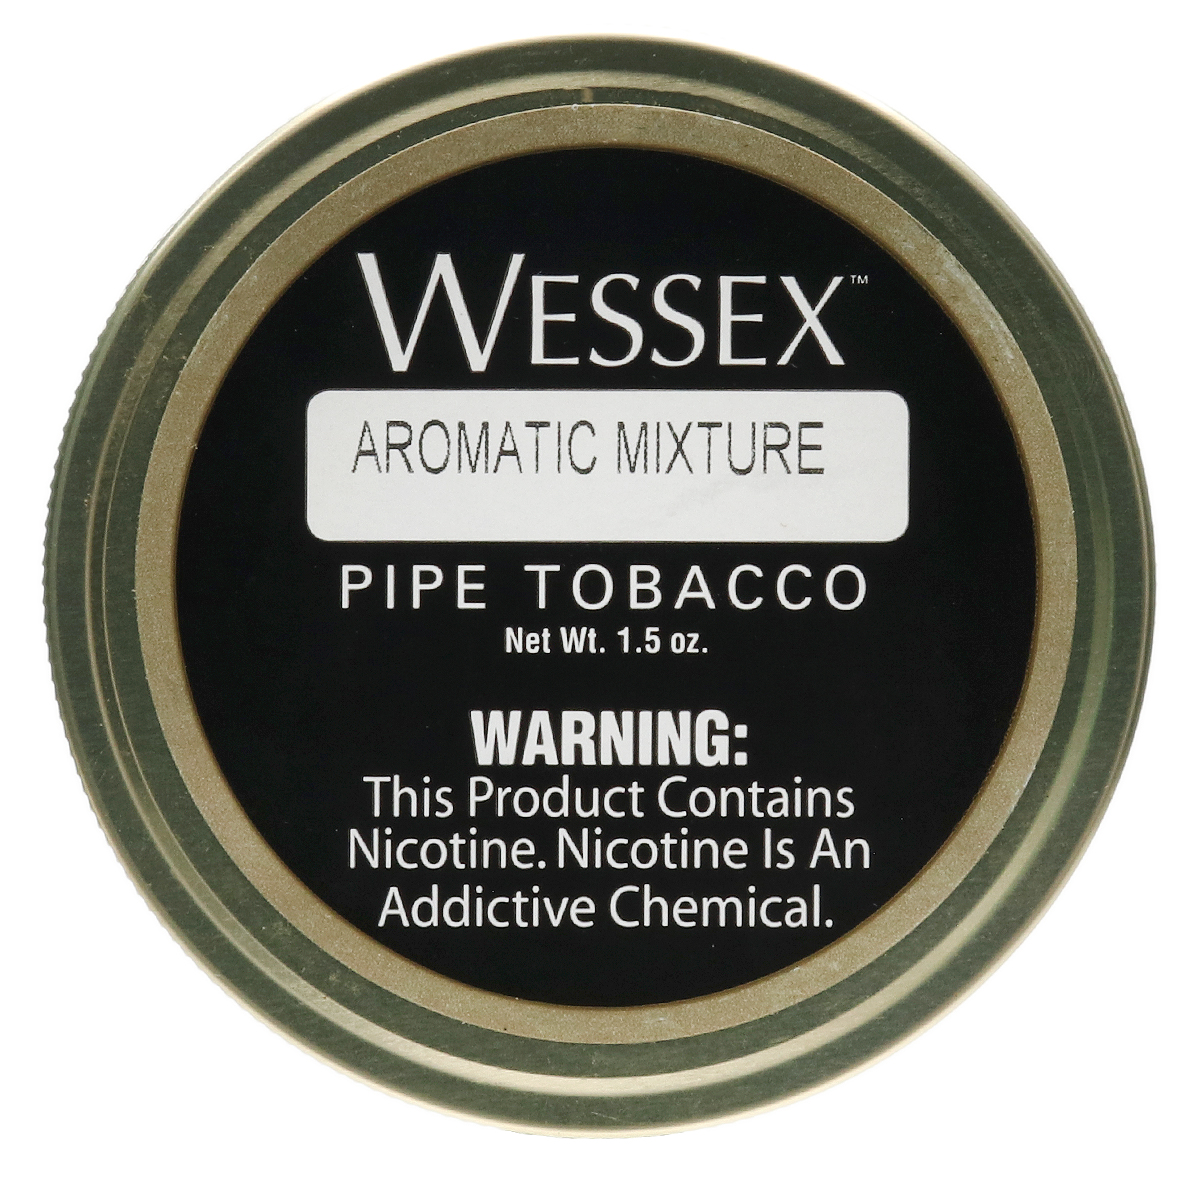 WESSEX™
AROMATIC MIXTURE
PIPE TOBACCO
Net Wt. 1.5 oz.
WARNING:
This Product Contains
Nicotine. Nicotine Is An
Addictive Chemical.